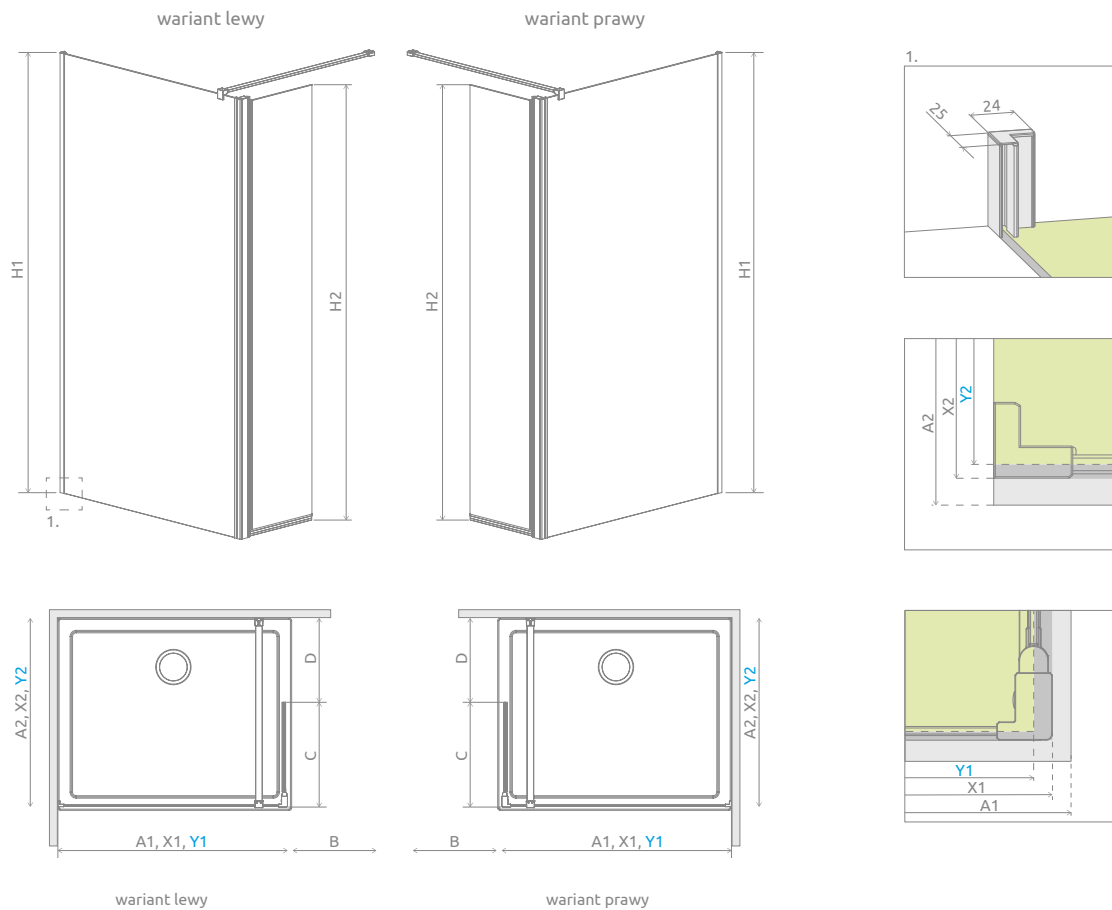 wariant lewy
wariant prawy
H1
H2
H2
H1
1.
1.
25
24
A2
X2
Y2
A2, X2, Y2
D
C
A1, X1, Y1
B
D
C
A2, X2, Y2
B
A1, X1, Y1
Y1
X1
A1
wariant lewy
wariant prawy